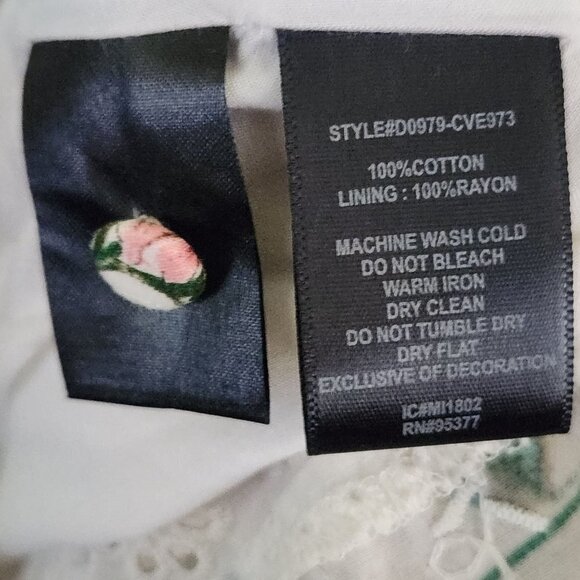 STYLE#D0979-CVE973
100%COTTON
LINING : 100%RAYON
MACHINE WASH COLD
DO NOT BLEACH
WARM IRON
DRY CLEAN
DO NOT TUMBLE DRY
DRY FLAT
EXCLUSIVE OF DECORATION
IC#MI1802
RN#95377